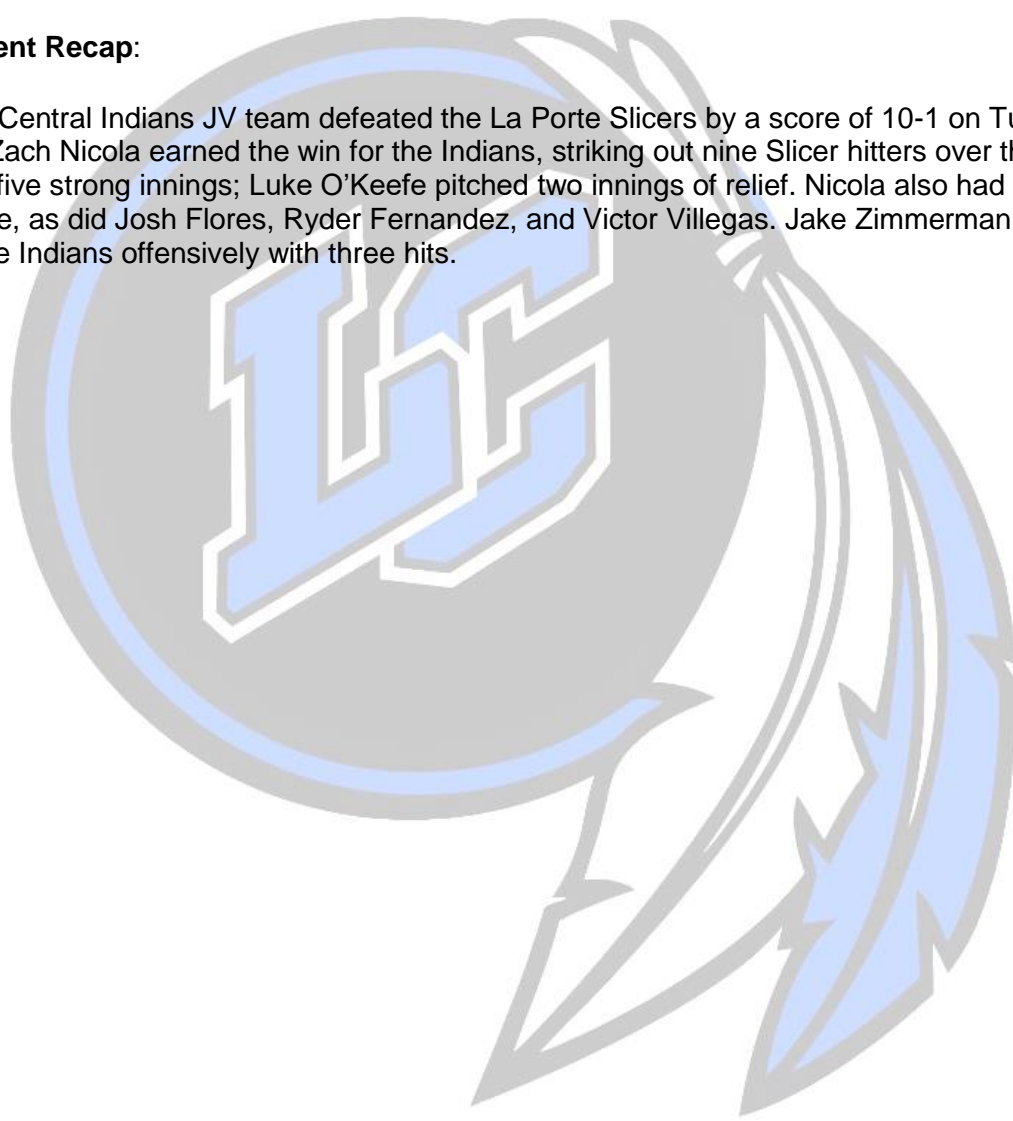 ent Recap:
Central Indians JV team defeated the La Porte Slicers by a score of 10-1 on Tu
Zach Nicola earned the win for the Indians, striking out nine Slicer hitters over th
five strong innings; Luke O’Keefe pitched two innings of relief. Nicola also had
e, as did Josh Flores, Ryder Fernandez, and Victor Villegas. Jake Zimmerman
e Indians offensively with three hits.
LC